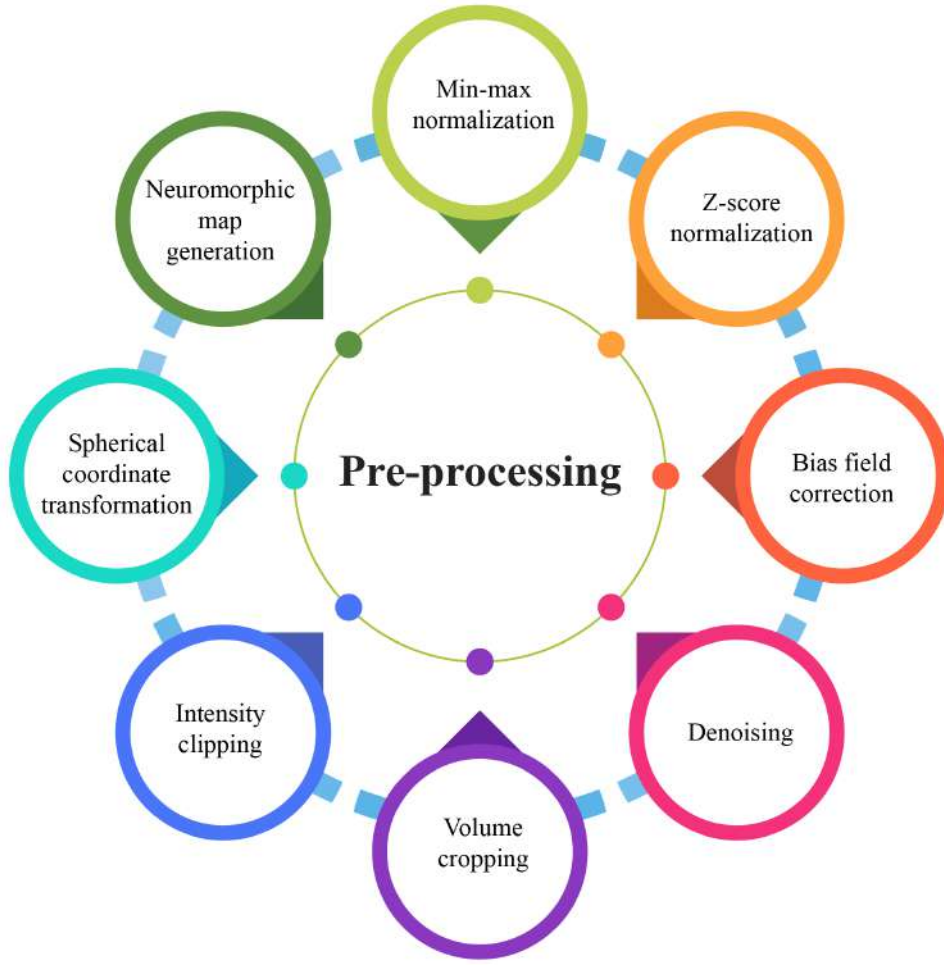 Min-max
normalization
Z-score
normalization
Bias field
correction
Denoising
Volume
cropping
Intensity
clipping
Spherical
coordinate
transformation
Neuromorphic
map
generation
Pre-processing